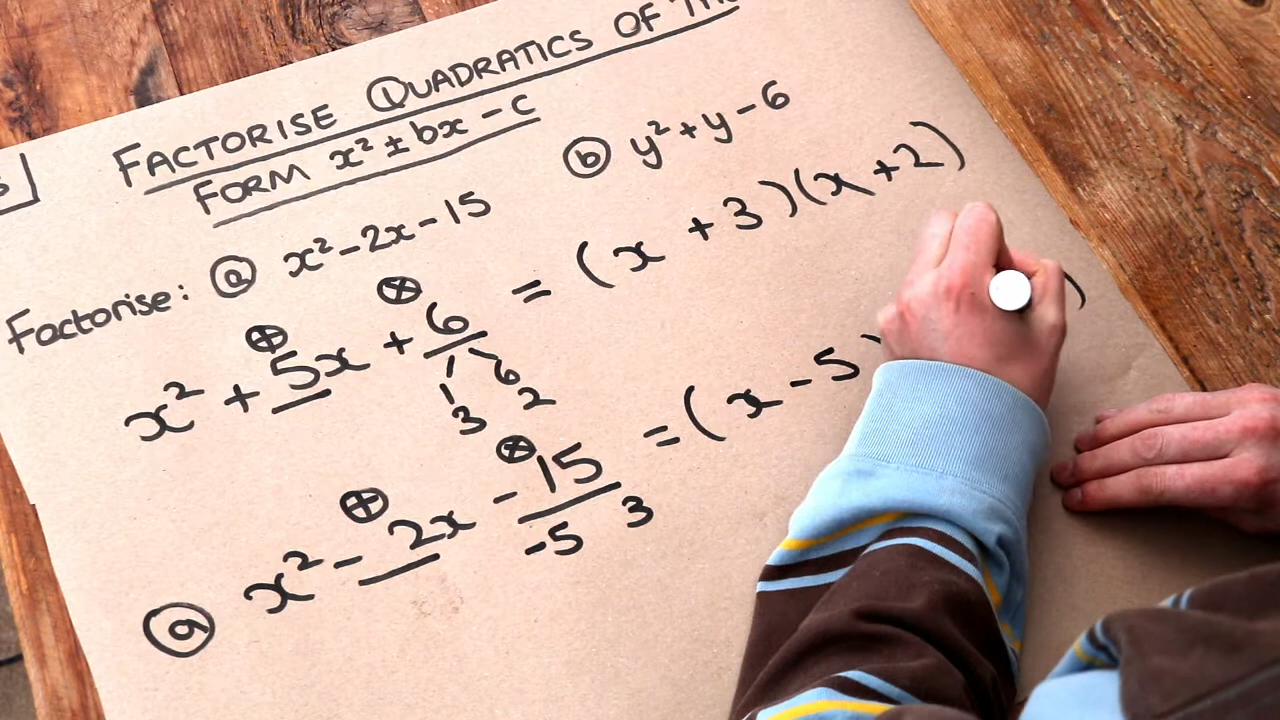 FACTORISE QUADRATICS OF
FORM x² ± bx - c
Factorise: ⓐ x² - 2x - 15 ⓑ y² + y - 6
⊕ ⊗
x² + 5x + 6 = (x + 3)(x + 2)
1 6
3 2
⊕ ⊗
ⓐ x² - 2x - 15 = (x - 5) )
-5 3